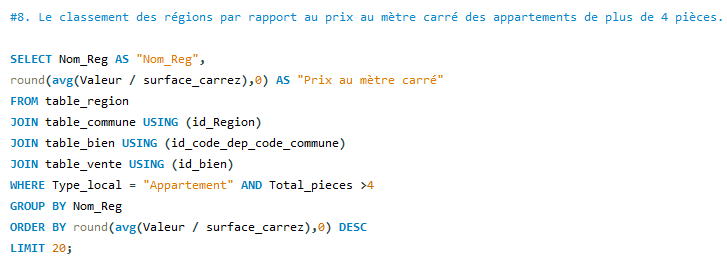 #8. Le classement des régions par rapport au prix au mètre carré des appartements de plus de 4 pièces.
SELECT Nom_Reg AS "Nom_Reg",
round(avg(Valeur / surface_carrez),0) AS "Prix au mètre carré"
FROM table_region
JOIN table_commune USING (id_Region)
JOIN table_bien USING (id_code_dep_code_commune)
JOIN table_vente USING (id_bien)
WHERE Type_local = "Appartement" AND Total_pieces >4
GROUP BY Nom_Reg
ORDER BY round(avg(Valeur / surface_carrez),0) DESC
LIMIT 20;